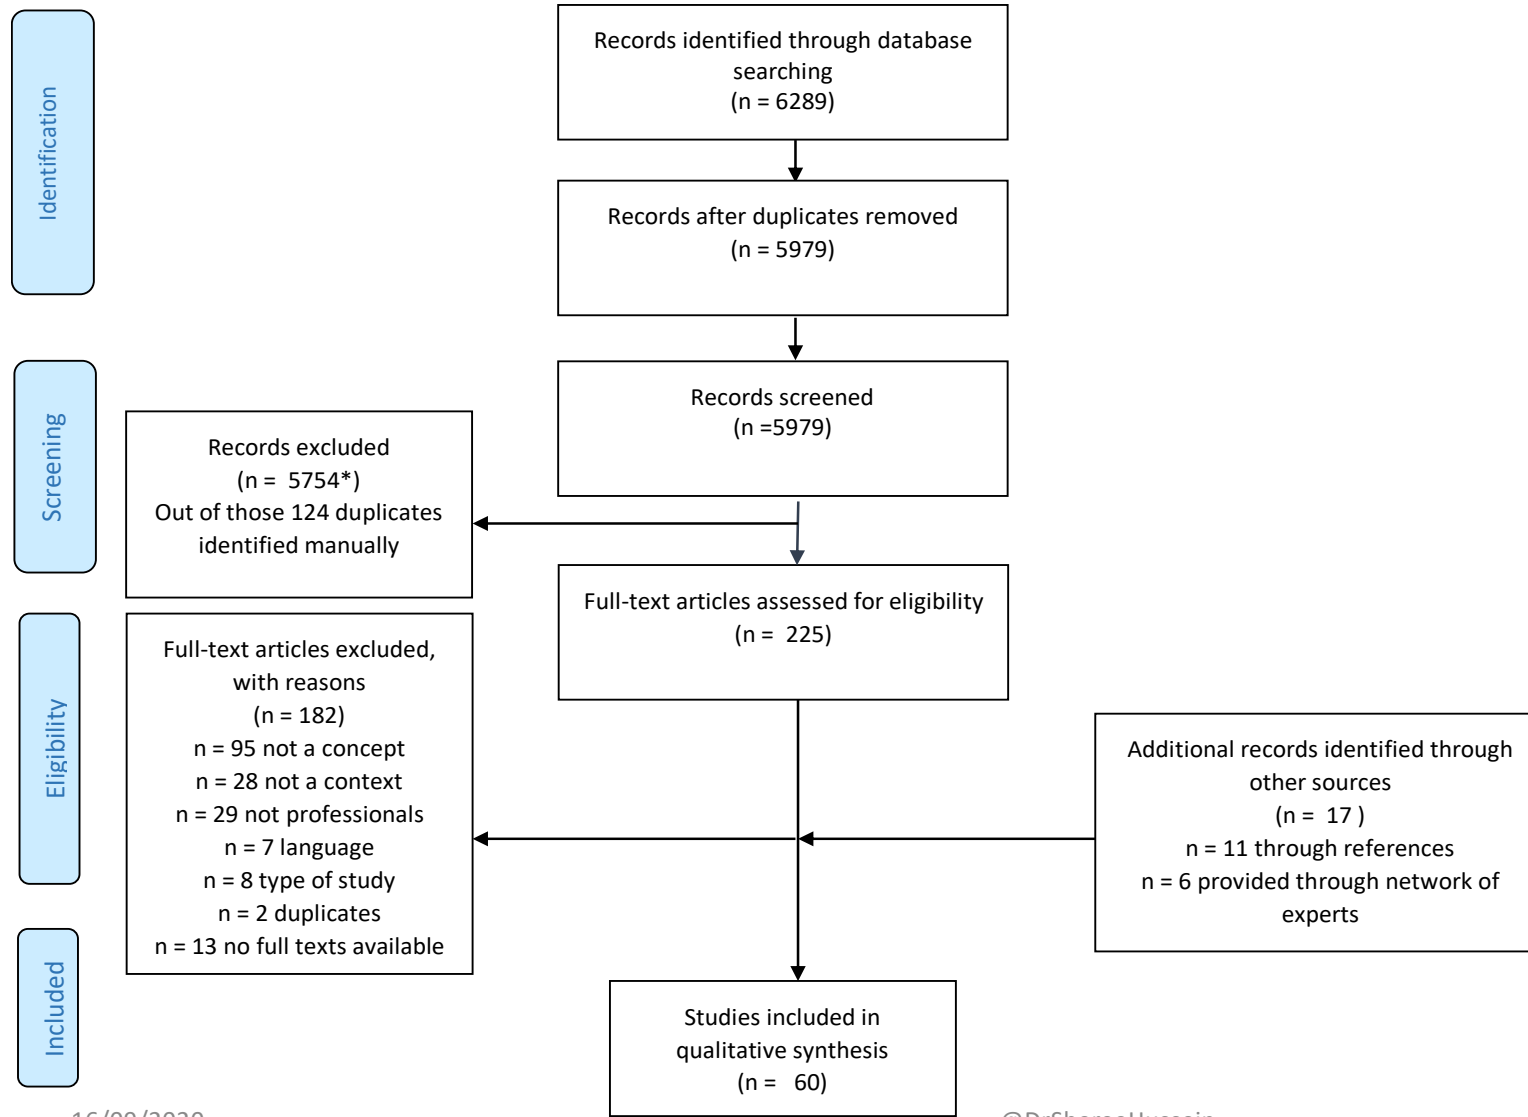 Identification
Records identified through database
searching
(n = 6289)
Records after duplicates removed
(n = 5979)
Screening
Records screened
(n =5979)
Records excluded
(n =  5754*)
Out of those 124 duplicates
identified manually
Full-text articles assessed for eligibility
(n =  225)
Eligibility
Full-text articles excluded,
with reasons
(n = 182)
n = 95 not a concept
n = 28 not a context
n = 29 not professionals
n = 7 language
n = 8 type of study
n = 2 duplicates
n = 13 no full texts available
Additional records identified through
other sources
(n =  17 )
n = 11 through references
n = 6 provided through network of
experts
Included
Studies included in
qualitative synthesis
(n =   60)